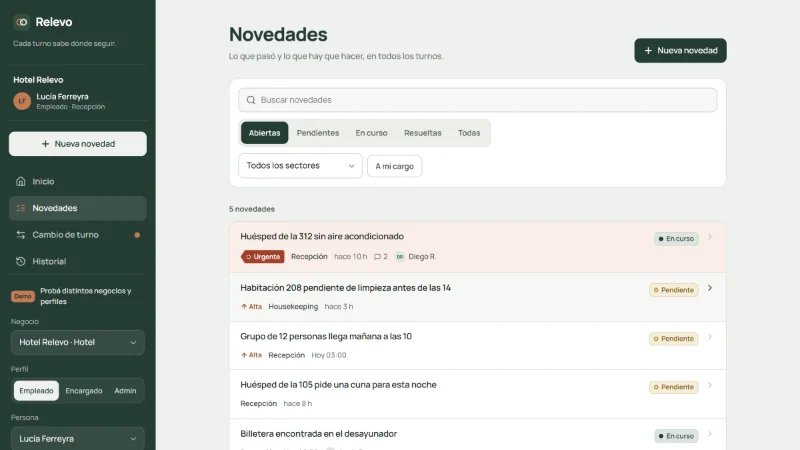 Relevo
Cada turno sabe dónde seguir.
Hotel Relevo
LF
Lucía Ferreyra
Empleado · Recepción
+ Nueva novedad
Inicio
Novedades
Cambio de turno
Historial
Demo
Probá distintos negocios y
perfiles
Negocio
Hotel Relevo · Hotel
Perfil
Empleado Encargado Admin
Persona
Lucía Ferreyra
Novedades
Lo que pasó y lo que hay que hacer, en todos los turnos.
+ Nueva novedad
Buscar novedades
Abiertas Pendientes En curso Resueltas Todas
Todos los sectores A mi cargo
5 novedades
Huésped de la 312 sin aire acondicionado
En curso
Urgente Recepción hace 10 h 2 DR Diego R.
Habitación 208 pendiente de limpieza antes de las 14
Pendiente
↑ Alta Housekeeping hace 3 h
Grupo de 12 personas llega mañana a las 10
Pendiente
↑ Alta Recepción Hoy 03:00
Huésped de la 105 pide una cuna para esta noche
Pendiente
Recepción hace 8 h
Billetera encontrada en el desayunador
En curso